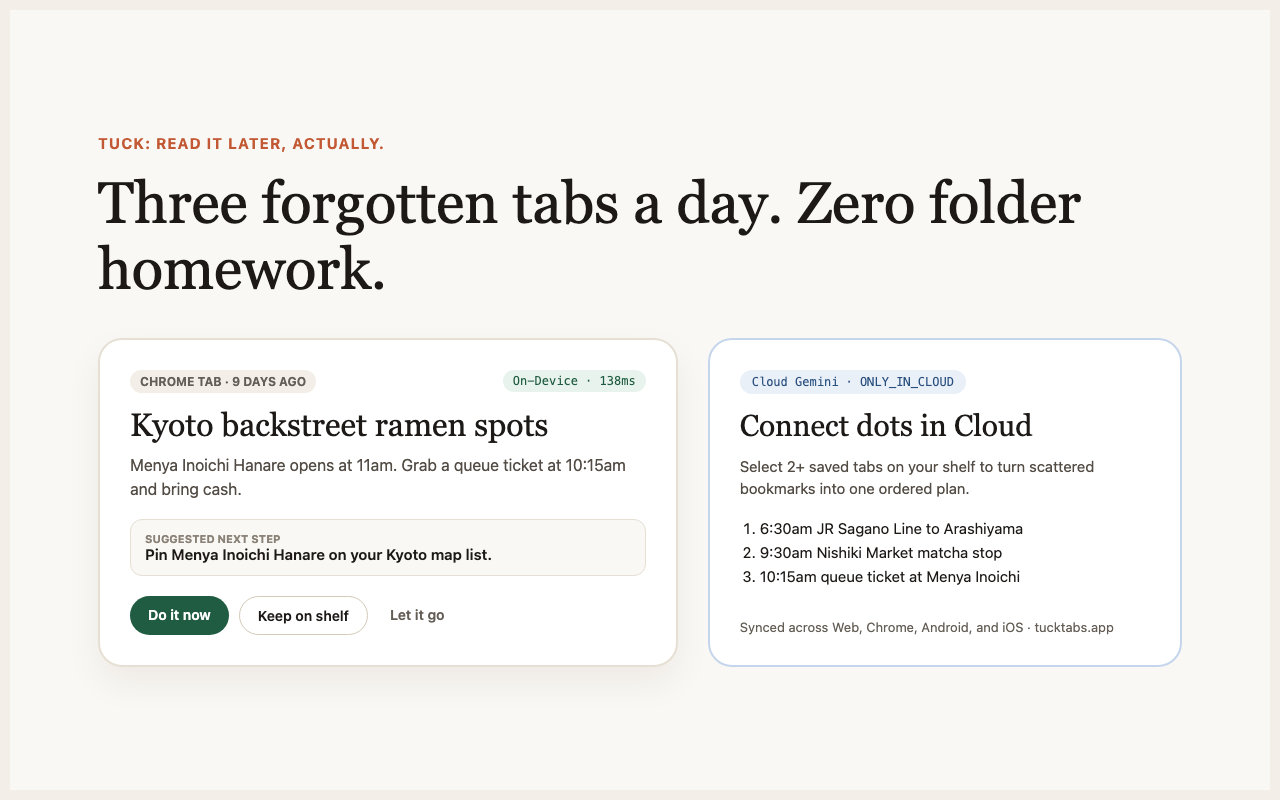 TUCK: READ IT LATER, ACTUALLY.
Three forgotten tabs a day. Zero folder
homework.
CHROME TAB · 9 DAYS AGO
On-Device · 138ms
Kyoto backstreet ramen spots
Menya Inoichi Hanare opens at 11am. Grab a queue ticket at 10:15am
and bring cash.
SUGGESTED NEXT STEP
Pin Menya Inoichi Hanare on your Kyoto map list.
Do it now
Keep on shelf
Let it go
Cloud Gemini · ONLY_IN_CLOUD
Connect dots in Cloud
Select 2+ saved tabs on your shelf to turn scattered
bookmarks into one ordered plan.
1. 6:30am JR Sagano Line to Arashiyama
2. 9:30am Nishiki Market matcha stop
3. 10:15am queue ticket at Menya Inoichi
Synced across Web, Chrome, Android, and iOS · tucktabs.app